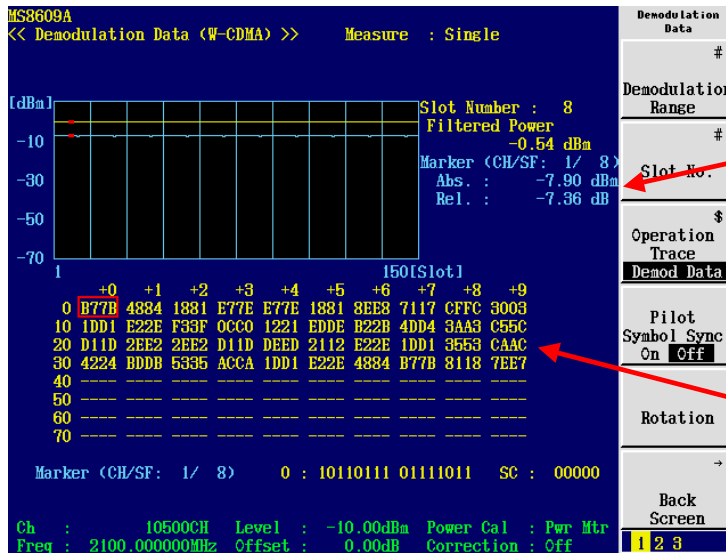 MS8609A
<< Demodulation Data (W-CDMA) >> Measure : Single
[dBm]
-10
-30
-50
-70
1 150[Slot]
Slot Number : 8
Filtered Power
-0.54 dBm
Marker (CH/SF: 1/ 8)
Abs. : -7.90 dBm
Rel. : -7.36 dB
+0 +1 +2 +3 +4 +5 +6 +7 +8 +9
0 B77B 4884 1881 E77E E77E 1881 8EE8 7117 CFFC 3003
10 1DD1 E22E F33F 0CC0 1221 EDDE B22B 4DD4 3AA3 C55C
20 D11D 2EE2 2EE2 D11D DEED 2112 E22E 1DD1 3553 CAAC
30 4224 BDDB 5335 ACCA 1DD1 E22E 4884 B77B 8118 7EE7
40 ---- ---- ---- ---- ---- ---- ---- ---- ---- ----
50 ---- ---- ---- ---- ---- ---- ---- ---- ---- ----
60 ---- ---- ---- ---- ---- ---- ---- ---- ---- ----
70 ---- ---- ---- ---- ---- ---- ---- ---- ---- ----
Marker (CH/SF: 1/ 8) 0 : 10110111 01111011 SC : 00000
Ch : 10500CH Level : -10.00dBm Power Cal : Pwr Mtr
Freq : 2100.000000MHz Offset : 0.00dB Correction : Off
Demodulation
Data
#
Demodulation
Range
#
Slot No.
$
Operation
Trace
Demod Data
Pilot
Symbol Sync
On Off
Rotation
→
Back
Screen
1 2 3